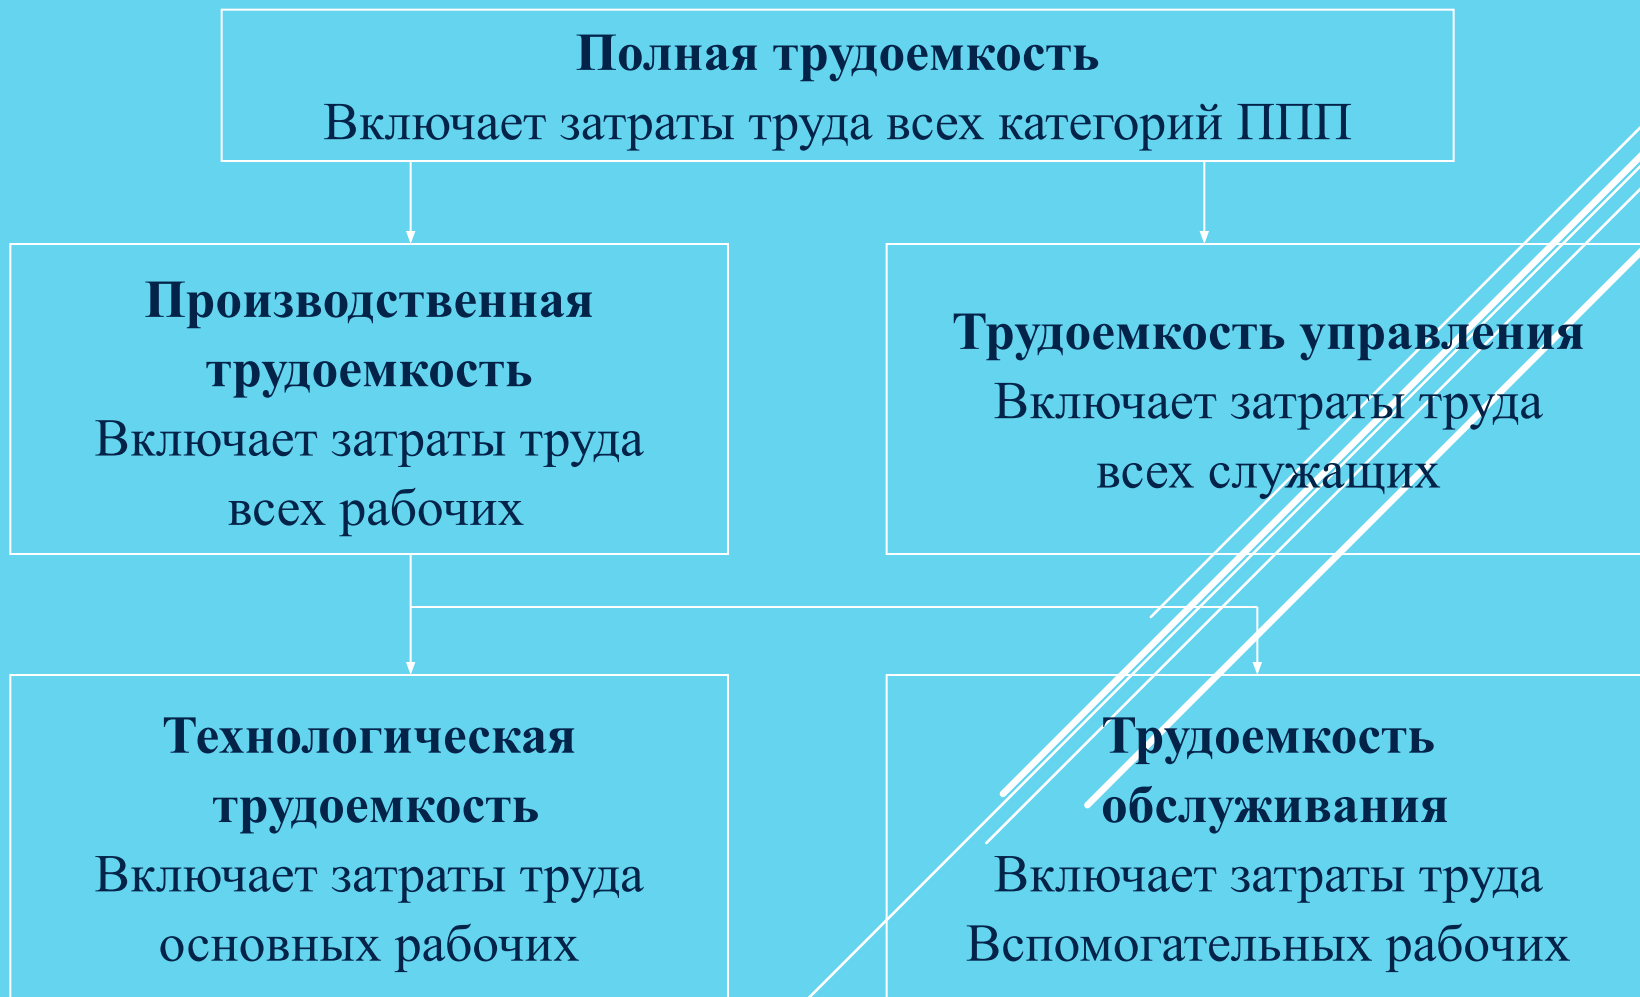 Полная трудоемкость
Включает затраты труда всех категорий ППП
Производственная
трудоемкость
Включает затраты труда
всех рабочих
Трудоемкость управления
Включает затраты труда
всех служащих
Технологическая
трудоемкость
Включает затраты труда
основных рабочих
Трудоемкость
обслуживания
Включает затраты труда
Вспомогательных рабочих